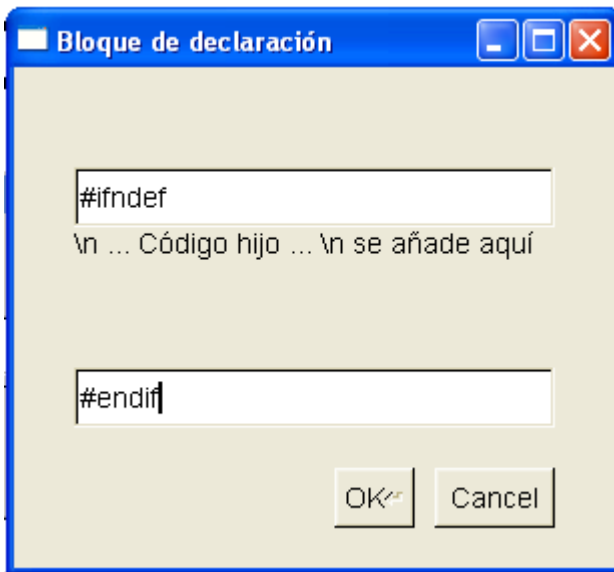 Bloque de declaración
#ifndef
\n ... Código hijo ... \n se añade aquí
#endif
OK
Cancel